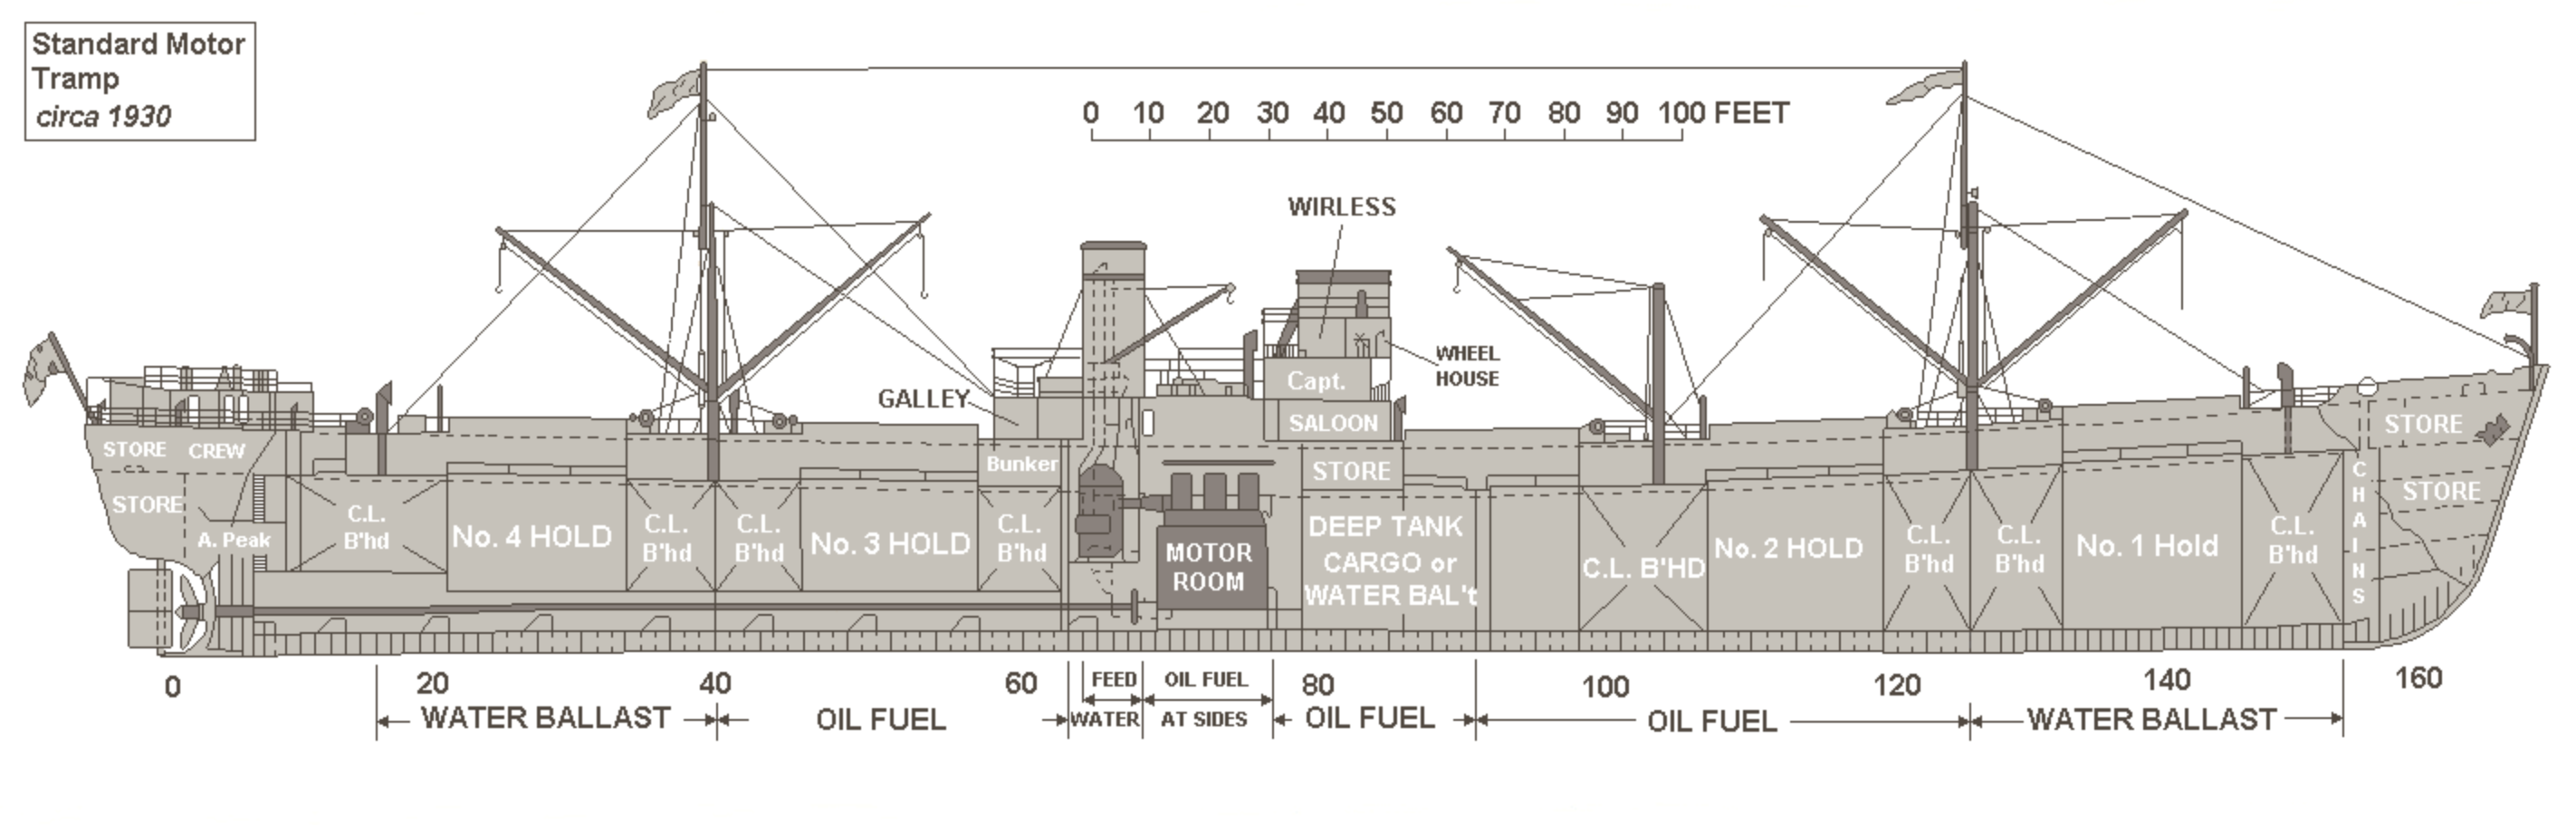 Standard Motor
Tramp
circa 1930
0 10 20 30 40 50 60 70 80 90 100 FEET
WIRLESS
WHEEL
HOUSE
GALLEY
Capt.
SALOON
STORE
CREW
STORE
A. Peak
C.L.
B'hd
No. 4 HOLD
C.L.
B'hd
C.L.
B'hd
No. 3 HOLD
Bunker
C.L.
B'hd
MOTOR
ROOM
STORE
DEEP TANK
CARGO or
WATER BAL't
C.L. B'HD
No. 2 HOLD
C.L.
B'hd
C.L.
B'hd
No. 1 Hold
C.L.
B'hd
CHAINS
STORE
STORE
0 20 40 60 80 100 120 140 160
WATER BALLAST
OIL FUEL
FEED
WATER
OIL FUEL
AT SIDES
OIL FUEL
OIL FUEL
WATER BALLAST